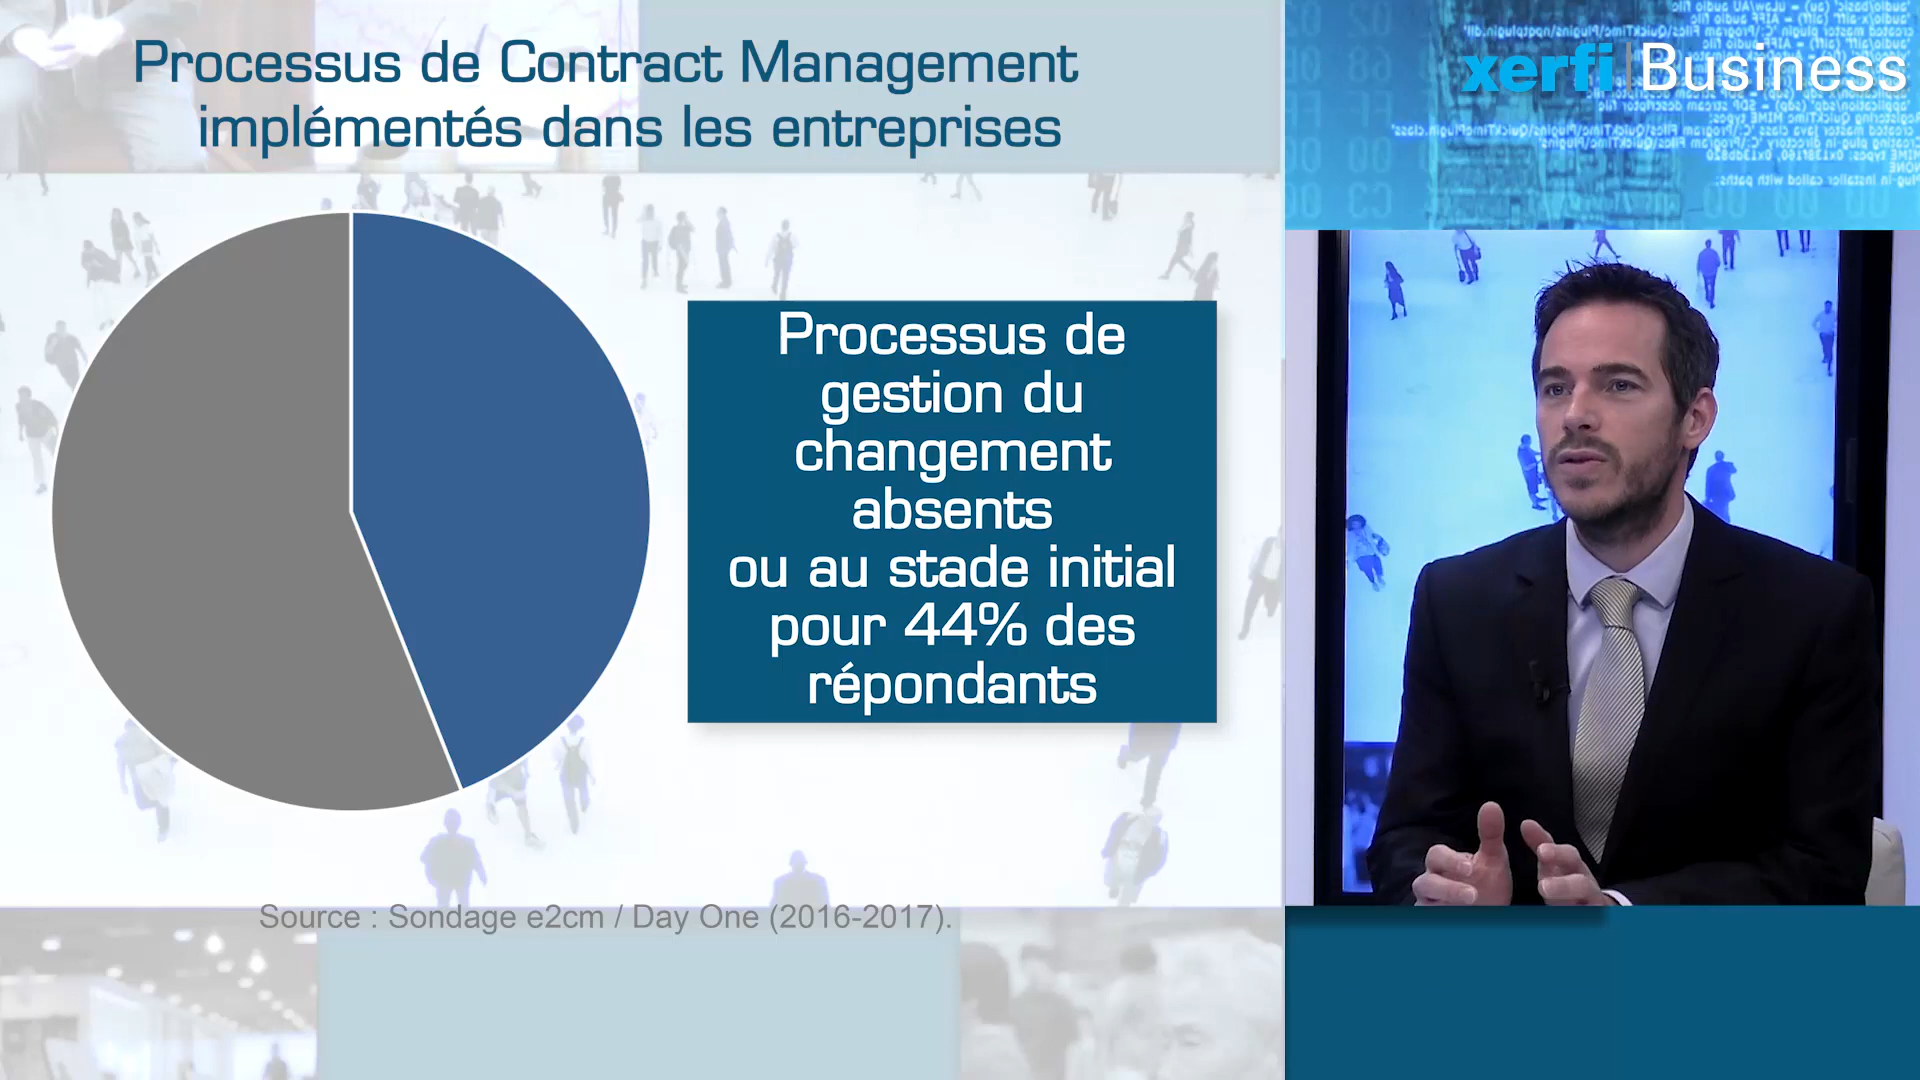 Processus de Contract Management
implémentés dans les entreprises
xerfi|Business
Processus de
gestion du
changement
absents
ou au stade initial
pour 44% des
répondants
Source : Sondage e2cm / Day One (2016-2017).